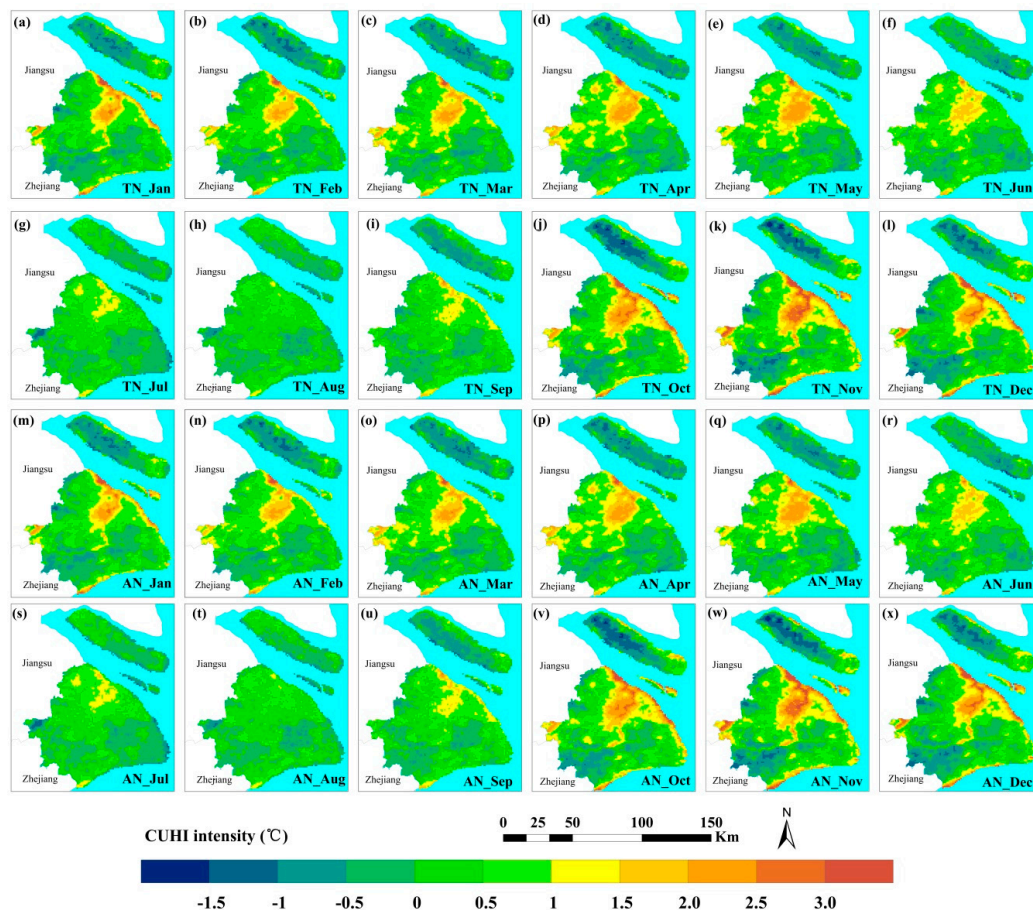 (a) (b) (c) (d) (e) (f)
Jiangsu Jiangsu Jiangsu Jiangsu Jiangsu Jiangsu
Zhejiang Zhejiang Zhejiang Zhejiang Zhejiang Zhejiang
TN_Jan TN_Feb TN_Mar TN_Apr TN_May TN_Jun
(g) (h) (i) (j) (k) (l)
Jiangsu Jiangsu Jiangsu Jiangsu Jiangsu Jiangsu
Zhejiang Zhejiang Zhejiang Zhejiang Zhejiang Zhejiang
TN_Jul TN_Aug TN_Sep TN_Oct TN_Nov TN_Dec
(m) (n) (o) (p) (q) (r)
Jiangsu Jiangsu Jiangsu Jiangsu Jiangsu Jiangsu
Zhejiang Zhejiang Zhejiang Zhejiang Zhejiang Zhejiang
AN_Jan AN_Feb AN_Mar AN_Apr AN_May AN_Jun
(s) (t) (u) (v) (w) (x)
Jiangsu Jiangsu Jiangsu Jiangsu Jiangsu Jiangsu
Zhejiang Zhejiang Zhejiang Zhejiang Zhejiang Zhejiang
AN_Jul AN_Aug AN_Sep AN_Oct AN_Nov AN_Dec
0 25 50 100 150
N
CUHI intensity (℃)
Km
-1.5 -1 -0.5 0 0.5 1 1.5 2.0 2.5 3.0